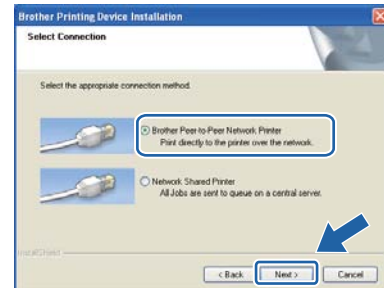 Brother Printing Device Installation
Select Connection
Select the appropriate connection method.
Brother Peer-to-Peer Network Printer
Print directly to the printer over the network.
Network Shared Printer
All Jobs are sent to queue on a central server.
InstallShield
< Back Next > Cancel